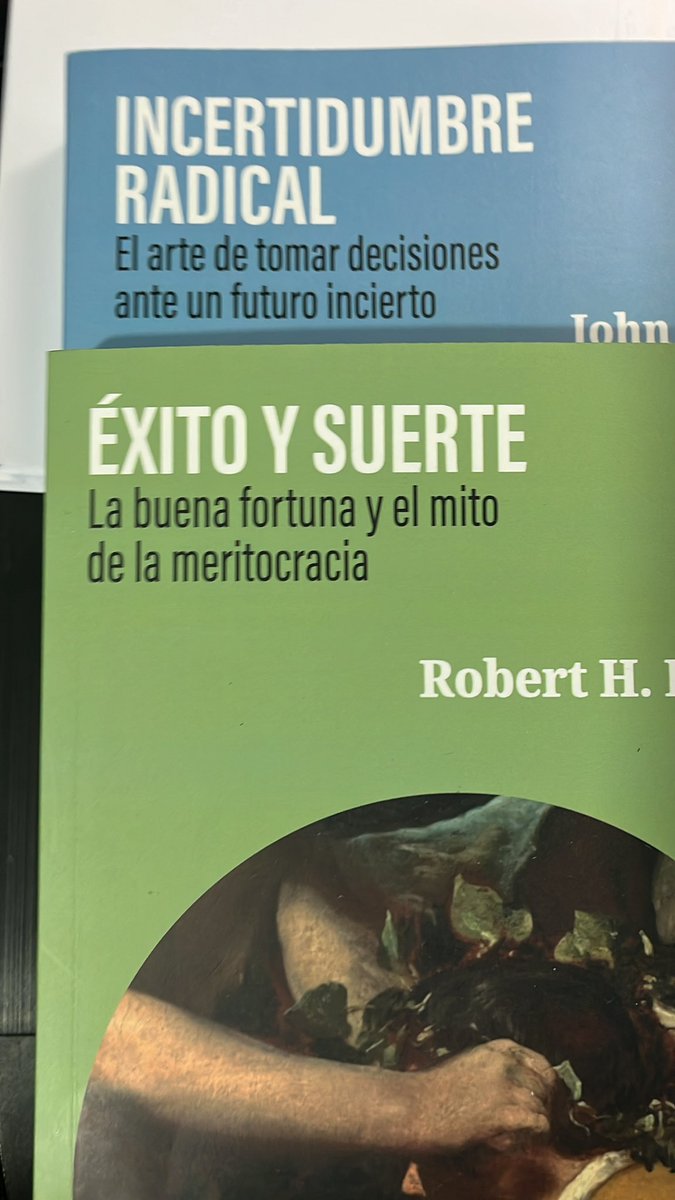 INCERTIDUMBRE
RADICAL
El arte de tomar decisiones
ante un futuro incierto
John
ÉXITO Y SUERTE
La buena fortuna y el mito
de la meritocracia
Robert H.